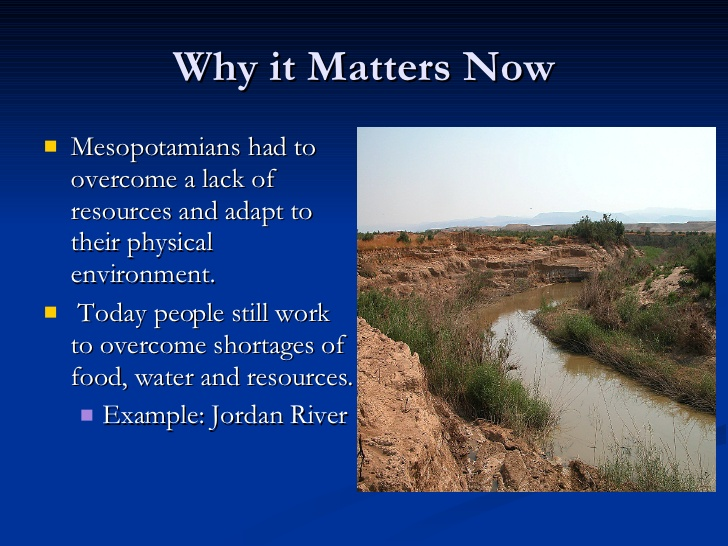 Why it Matters Now
Mesopotamians had to
overcome a lack of
resources and adapt to
their physical
environment.
Today people still work
to overcome shortages of
food, water and resources.
Example: Jordan River